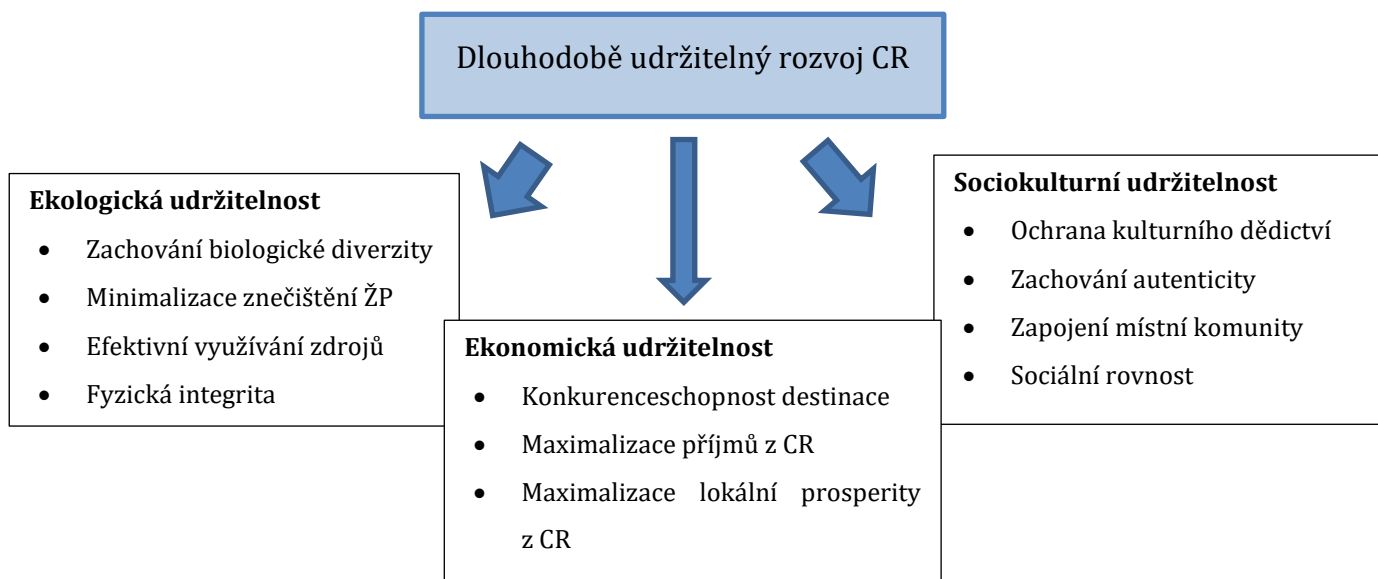 Dlouhodobě udržitelný rozvoj CR
Ekologická udržitelnost
• Zachování biologické diverzity
• Minimalizace znečištění ŽP
• Efektivní využívání zdrojů
• Fyzická integrita
Ekonomická udržitelnost
• Konkurenceschopnost destinace
• Maximalizace příjmů z CR
• Maximalizace lokální prosperity
z CR
Sociokulturní udržitelnost
• Ochrana kulturního dědictví
• Zachování autenticity
• Zapojení místní komunity
• Sociální rovnost